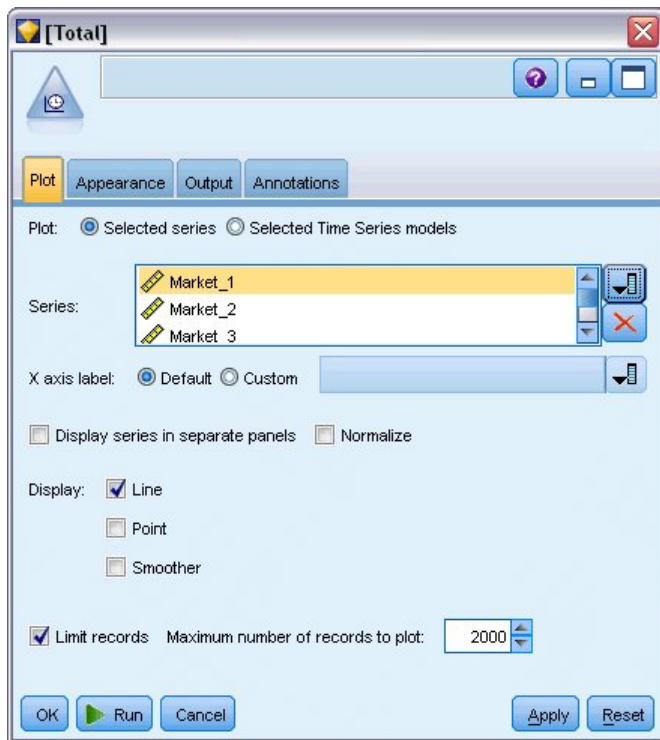 [Total]
Plot Appearance Output Annotations
Plot: Selected series Selected Time Series models
Series:
Market_1
Market_2
Market_3
X axis label: Default Custom
Display series in separate panels Normalize
Display: Line
Point
Smoother
Limit records Maximum number of records to plot: 2000
OK Run Cancel Apply Reset